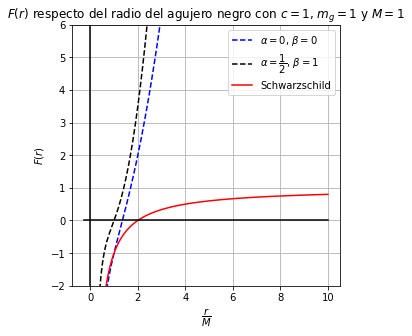 F(r) respecto del radio del agujero negro con c = 1, m_g = 1 y M = 1
6
5
4
3
2
1
0
−1
−2
F(r)
α = 0, β = 0
α = 1/2, β = 1
Schwarzschild
0 2 4 6 8 10
r/M